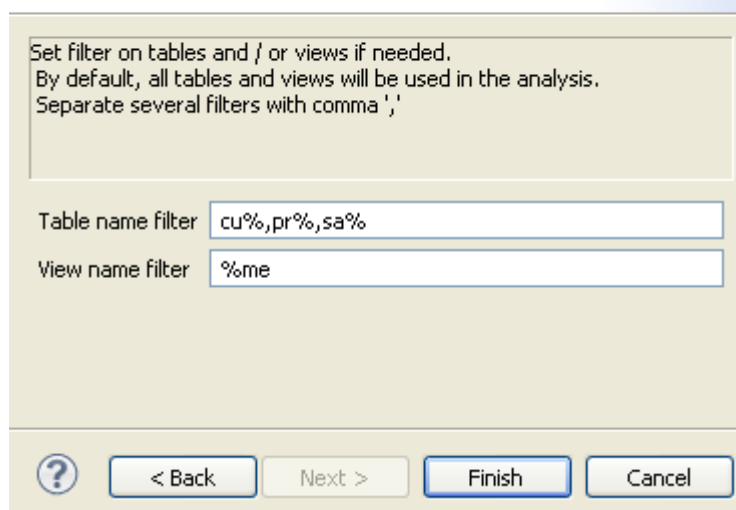 Set filter on tables and / or views if needed.
By default, all tables and views will be used in the analysis.
Separate several filters with comma ','
Table name filter cu%,pr%,sa%
View name filter %me
? < Back Next > Finish Cancel